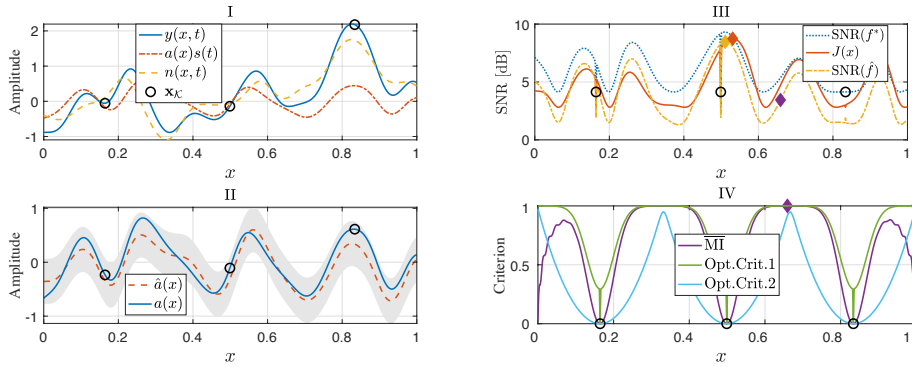 I
Amplitude
1
0
-1
0
0.2
0.4
0.6
0.8
1
x
y(x, t)
a(x)s(t)
n(x, t)
x_K
III
SNR [dB]
10
5
0
0
0.2
0.4
0.6
0.8
1
x
SNR(f*)
J(x)
SNR(f̂)
II
Amplitude
1
0
-1
0
0.2
0.4
0.6
0.8
1
x
â(x)
a(x)
IV
Criterion
1
0.5
0
0
0.2
0.4
0.6
0.8
1
x
M̅I̅
Opt.Crit.1
Opt.Crit.2